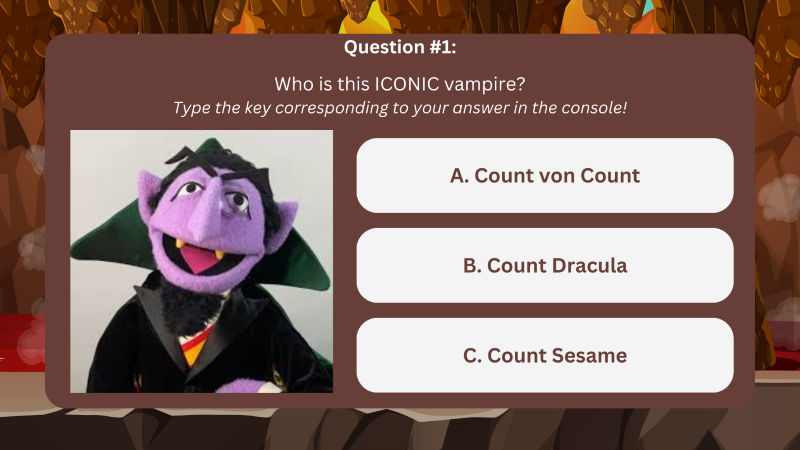 Question #1:
Who is this ICONIC vampire?
Type the key corresponding to your answer in the console!
A. Count von Count
B. Count Dracula
C. Count Sesame